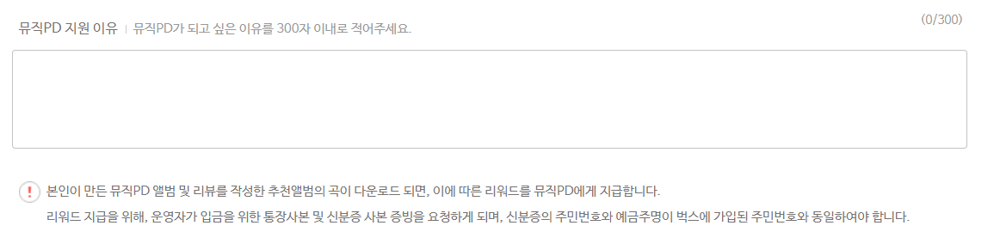 (0/300)
뮤직PD 지원 이유 | 뮤직PD가 되고 싶은 이유를 300자 이내로 적어주세요.
본인이 만든 뮤직PD 앨범 및 리뷰를 작성한 추천앨범의 곡이 다운로드 되면, 이에 따른 리워드를 뮤직PD에게 지급합니다.
리워드 지급을 위해, 운영자가 입금을 위한 통장사본 및 신분증 사본 증빙을 요청하게 되며, 신분증의 주민번호와 예금주명이 벅스에 가입된 주민번호와 동일하여야 합니다.